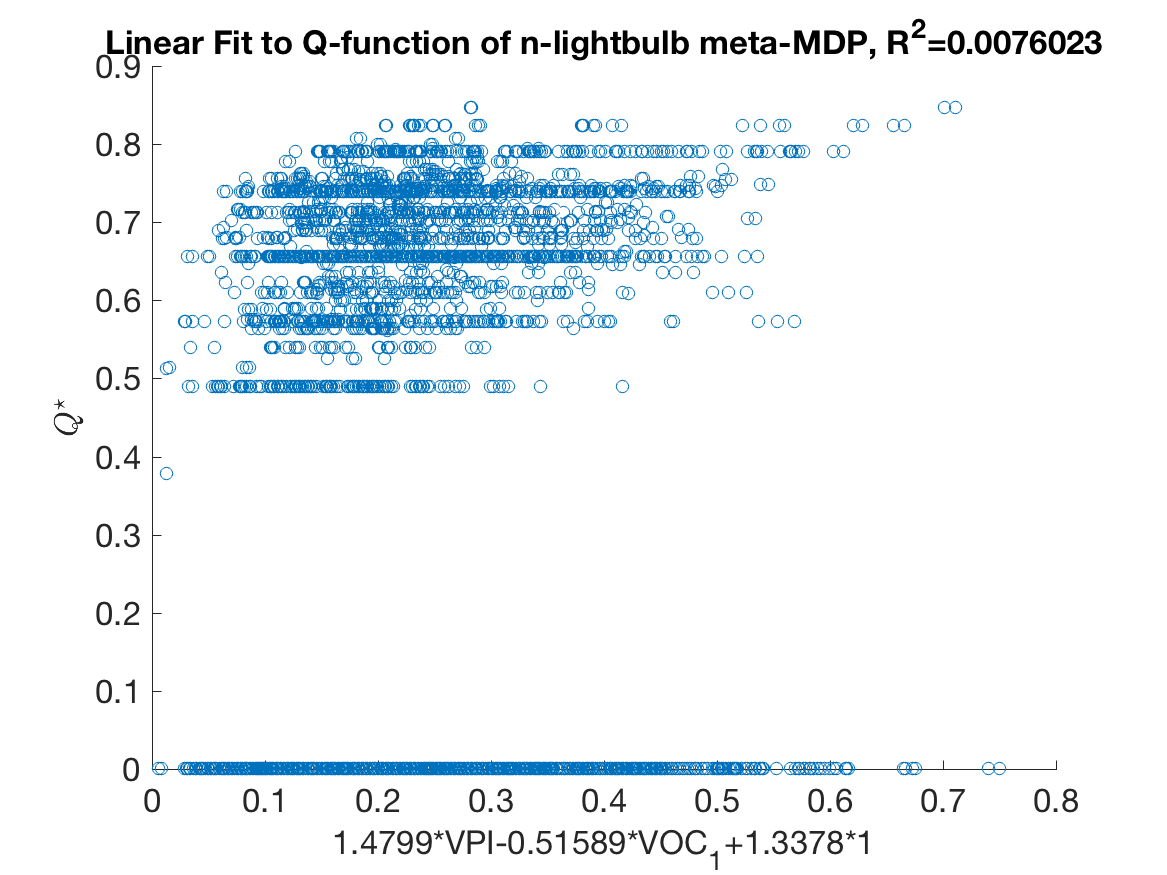 Linear Fit to Q-function of n-lightbulb meta-MDP, R²=0.0076023
0.9
0.8
0.7
0.6
0.5
0.4
0.3
0.2
0.1
0
Q⋆
0 0.1 0.2 0.3 0.4 0.5 0.6 0.7 0.8
1.4799*VPI-0.51589*VOC₁+1.3378*1